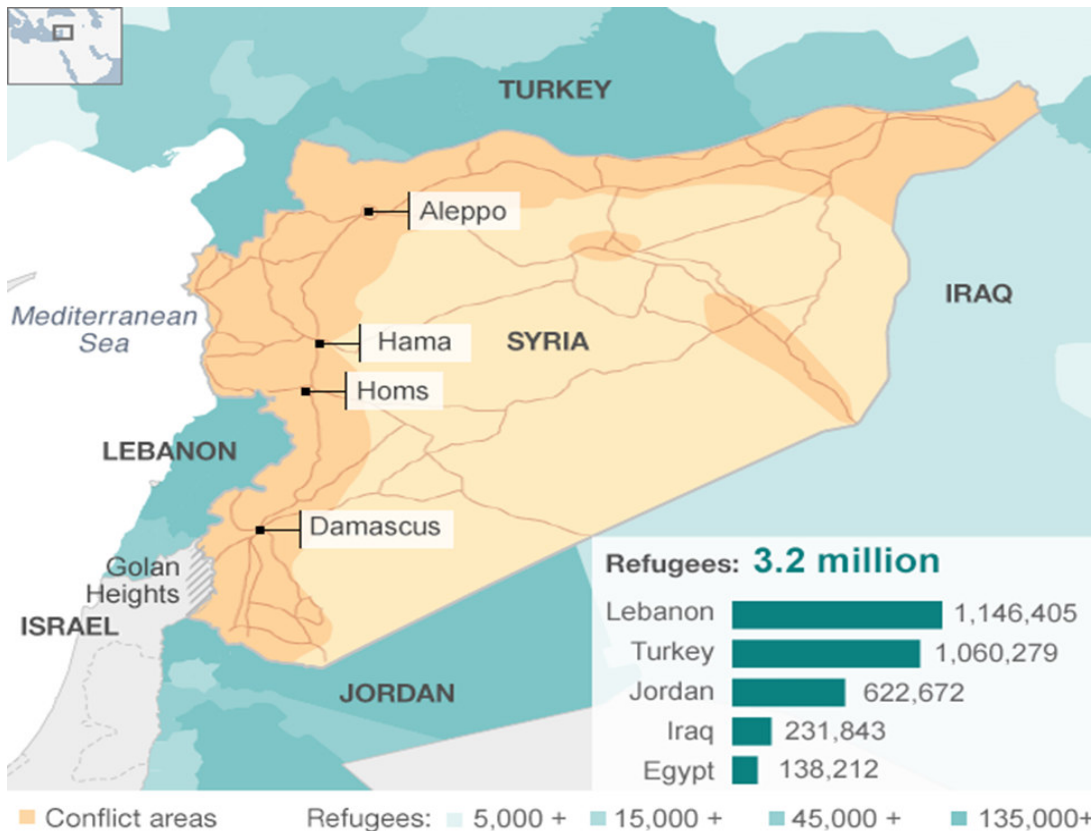 TURKEY
Aleppo
IRAQ
Mediterranean
Sea
Hama
SYRIA
Homs
LEBANON
Damascus
Golan
Heights
ISRAEL
JORDAN
Refugees: 3.2 million
Lebanon 1,146,405
Turkey 1,060,279
Jordan 622,672
Iraq 231,843
Egypt 138,212
Conflict areas Refugees: 5,000 + 15,000 + 45,000 + 135,000+